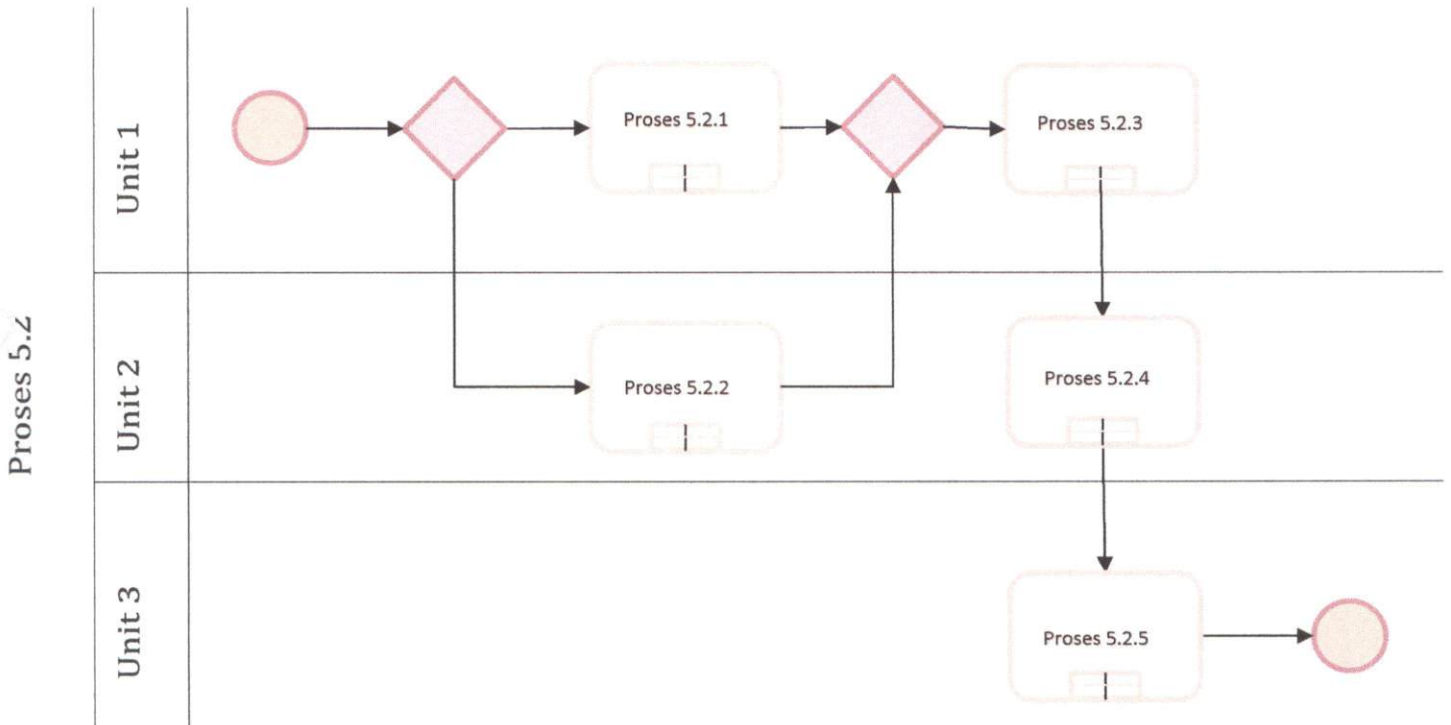 Proses 5.2
Unit 1
Proses 5.2.1
Proses 5.2.3
Unit 2
Proses 5.2.2
Proses 5.2.4
Unit 3
Proses 5.2.5